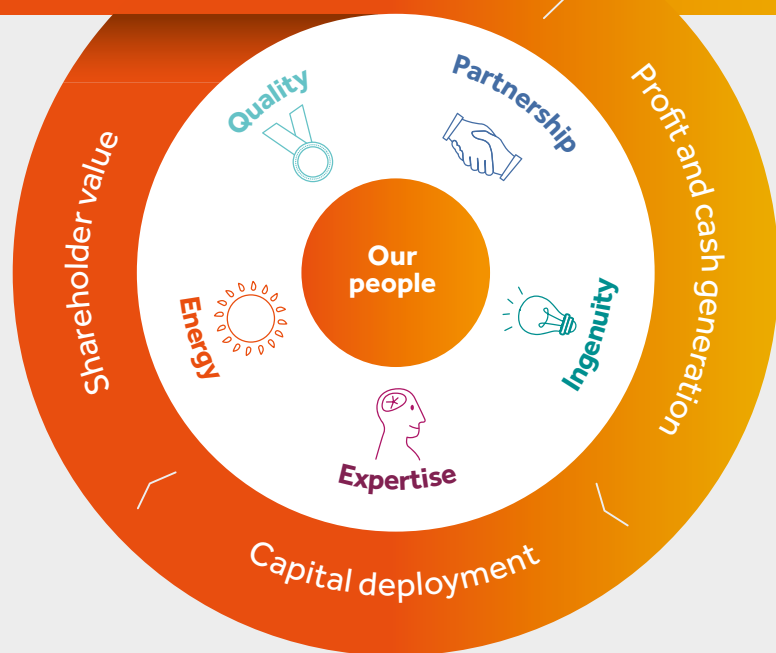 Quality
Partnership
Ingenuity
Expertise
Energy
Our
people
Profit and cash generation
Capital deployment
Shareholder value